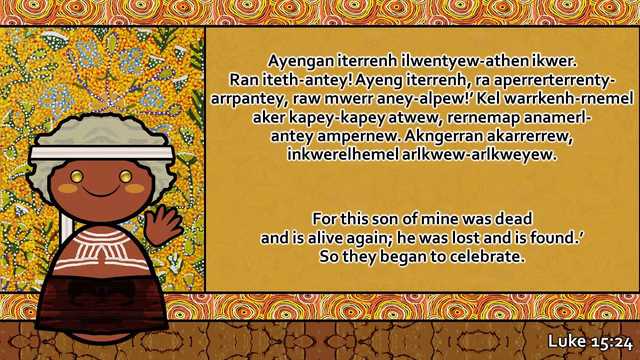 Ayengan iterrenh ilwentyew-athen ikwer.
Ran iteth-antey! Ayeng iterrenh, ra aperrerterrenty-
arrpantey, raw mwerr aney-alpew!’ Kel warrkenh-rnemel
aker kapey-kapey atwew, rernemap anamerl-
antey ampernew. Akngerran akarrerrew,
inkwerelhemel arlkwew-arlkweyew.
For this son of mine was dead
and is alive again; he was lost and is found.’
So they began to celebrate.
Luke 15:24